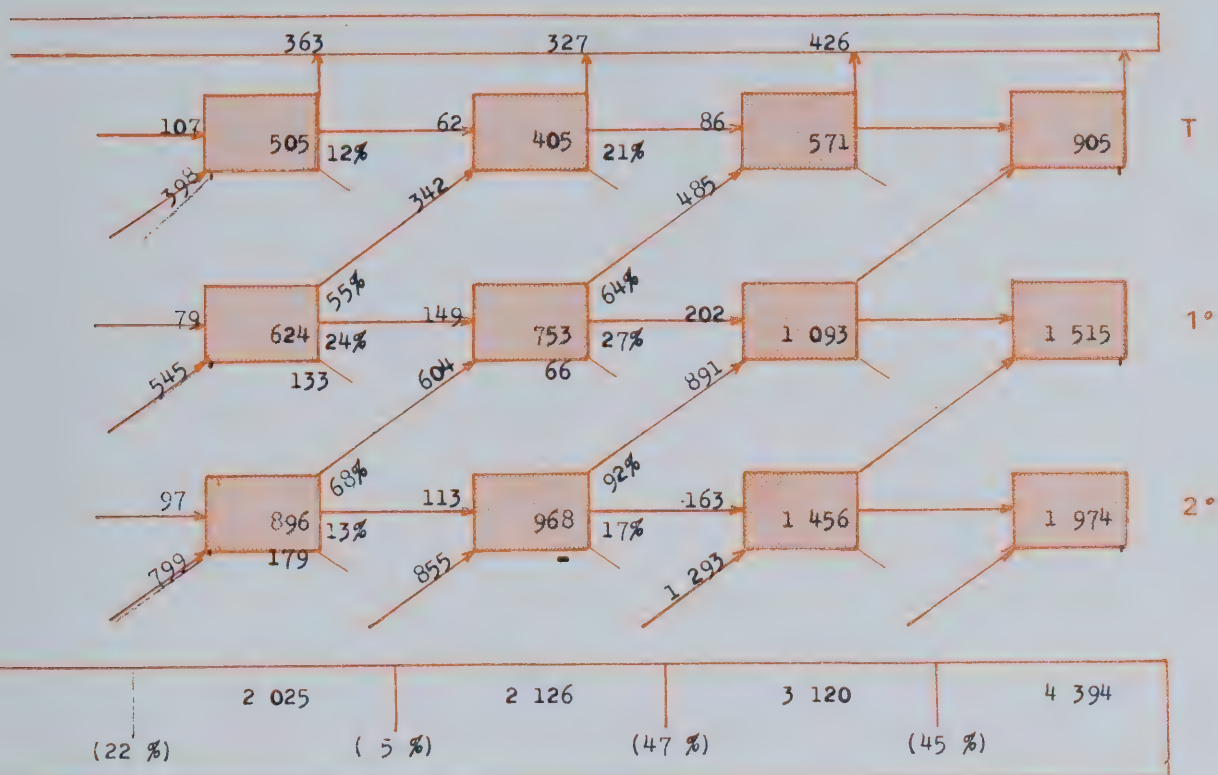 363 327 426
107 505 12% 62 405 21% 86 571 905 T
398 342 485
55% 64%
79 624 24% 149 753 27% 202 1 093 1 515 1°
545 133 604 66 891
68% 92%
97 896 13% 113 968 17% 163 1 456 1 974 2°
799 179 855 - 1 293
2 025 2 126 3 120 4 394
(22 %) ( 5 %) (47 %) (45 %)